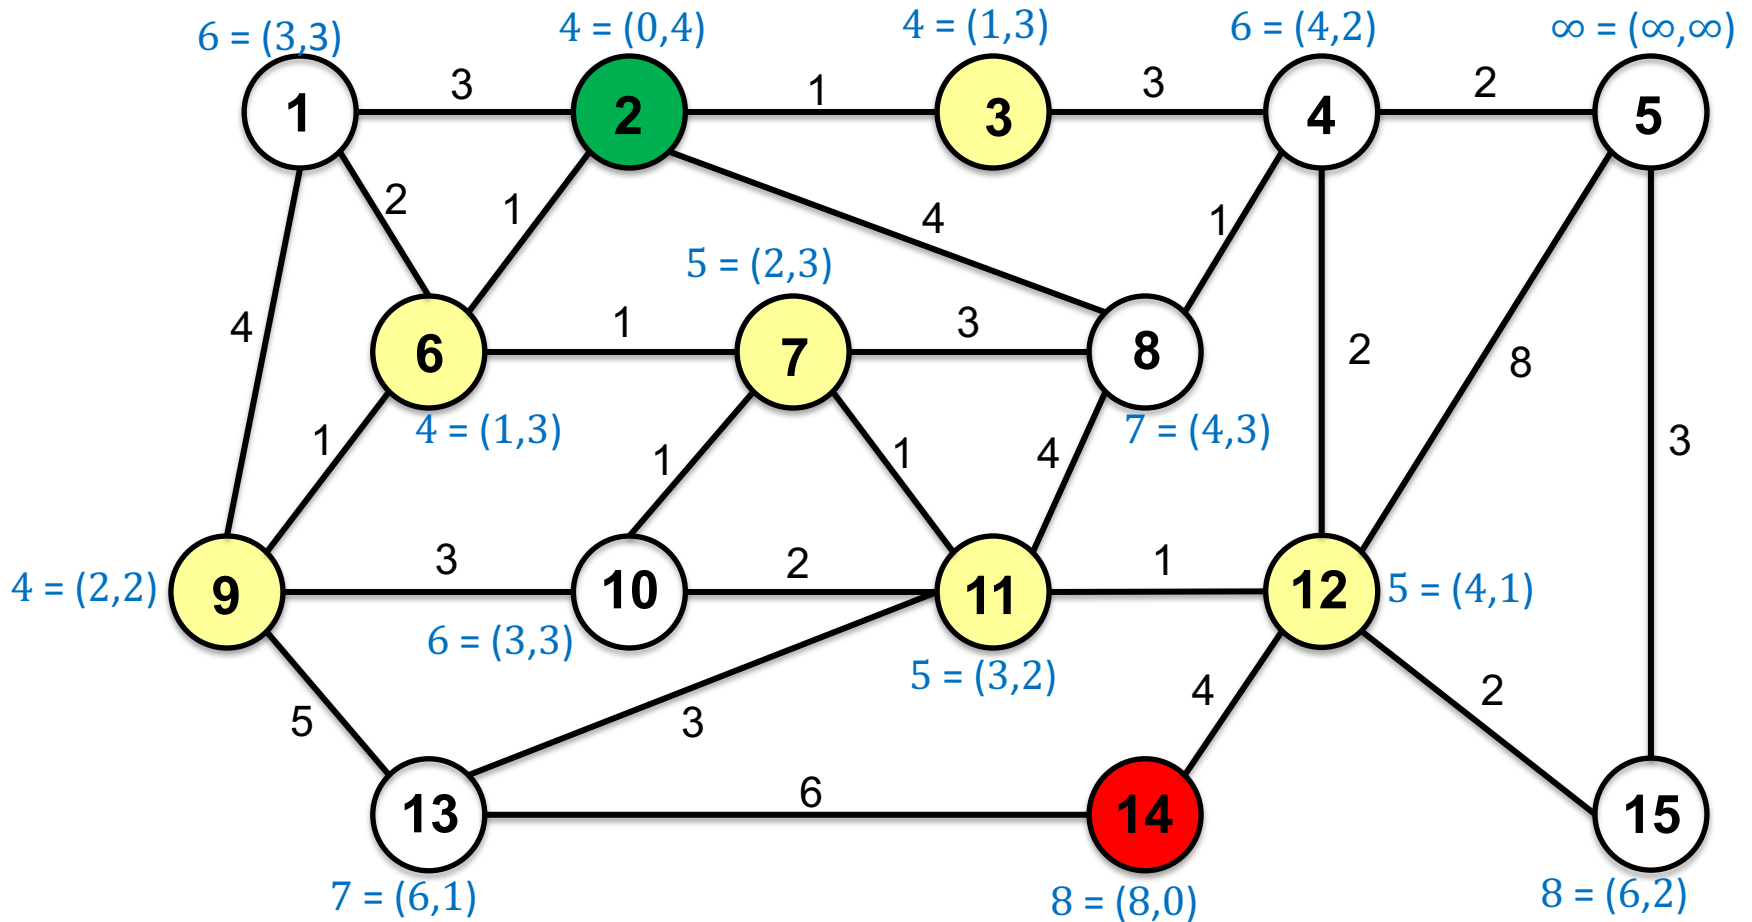 6 = (3,3)
4 = (0,4)
4 = (1,3)
6 = (4,2)
∞ = (∞,∞)
1
3
2
1
3
3
4
2
5
2
1
4
1
5 = (2,3)
4
6
1
7
3
8
2
8
4 = (1,3)
7 = (4,3)
1
1
1
4
3
4 = (2,2)
9
3
10
2
11
1
12
5 = (4,1)
6 = (3,3)
5 = (3,2)
5
3
4
2
13
6
14
15
7 = (6,1)
8 = (8,0)
8 = (6,2)